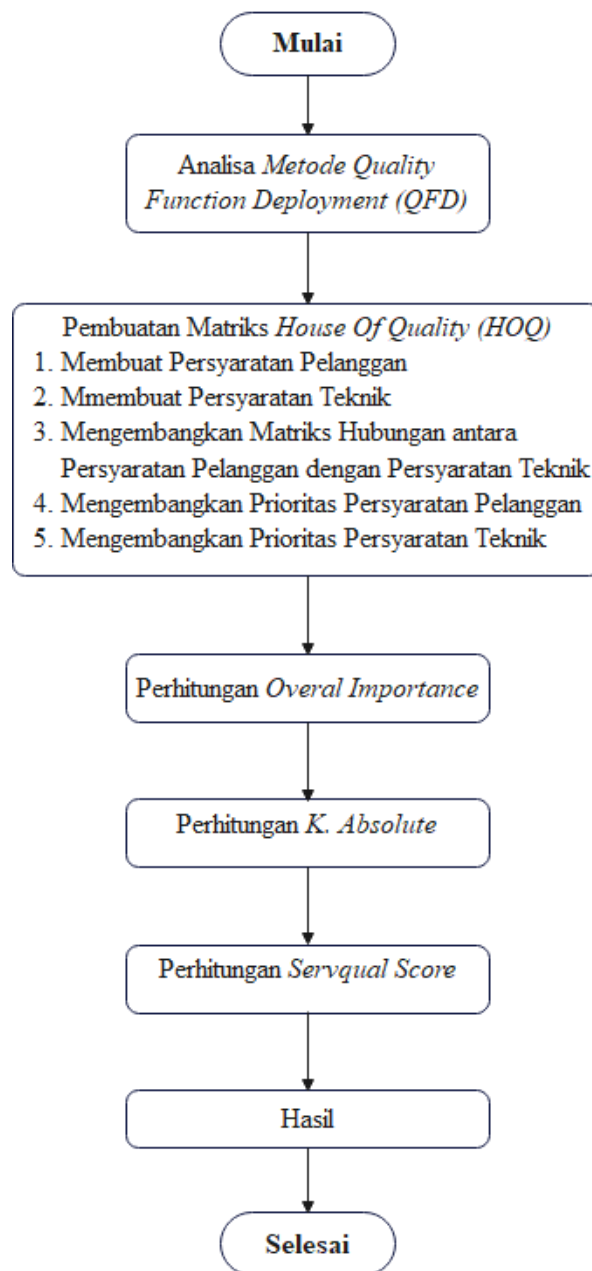 Mulai
Analisa Metode Quality
Function Deployment (QFD)
Pembuatan Matriks House Of Quality (HOQ)
1. Membuat Persyaratan Pelanggan
2. Mmembuat Persyaratan Teknik
3. Mengembangkan Matriks Hubungan antara
Persyaratan Pelanggan dengan Persyaratan Teknik
4. Mengembangkan Prioritas Persyaratan Pelanggan
5. Mengembangkan Prioritas Persyaratan Teknik
Perhitungan Overal Importance
Perhitungan K. Absolute
Perhitungan Servqual Score
Hasil
Selesai